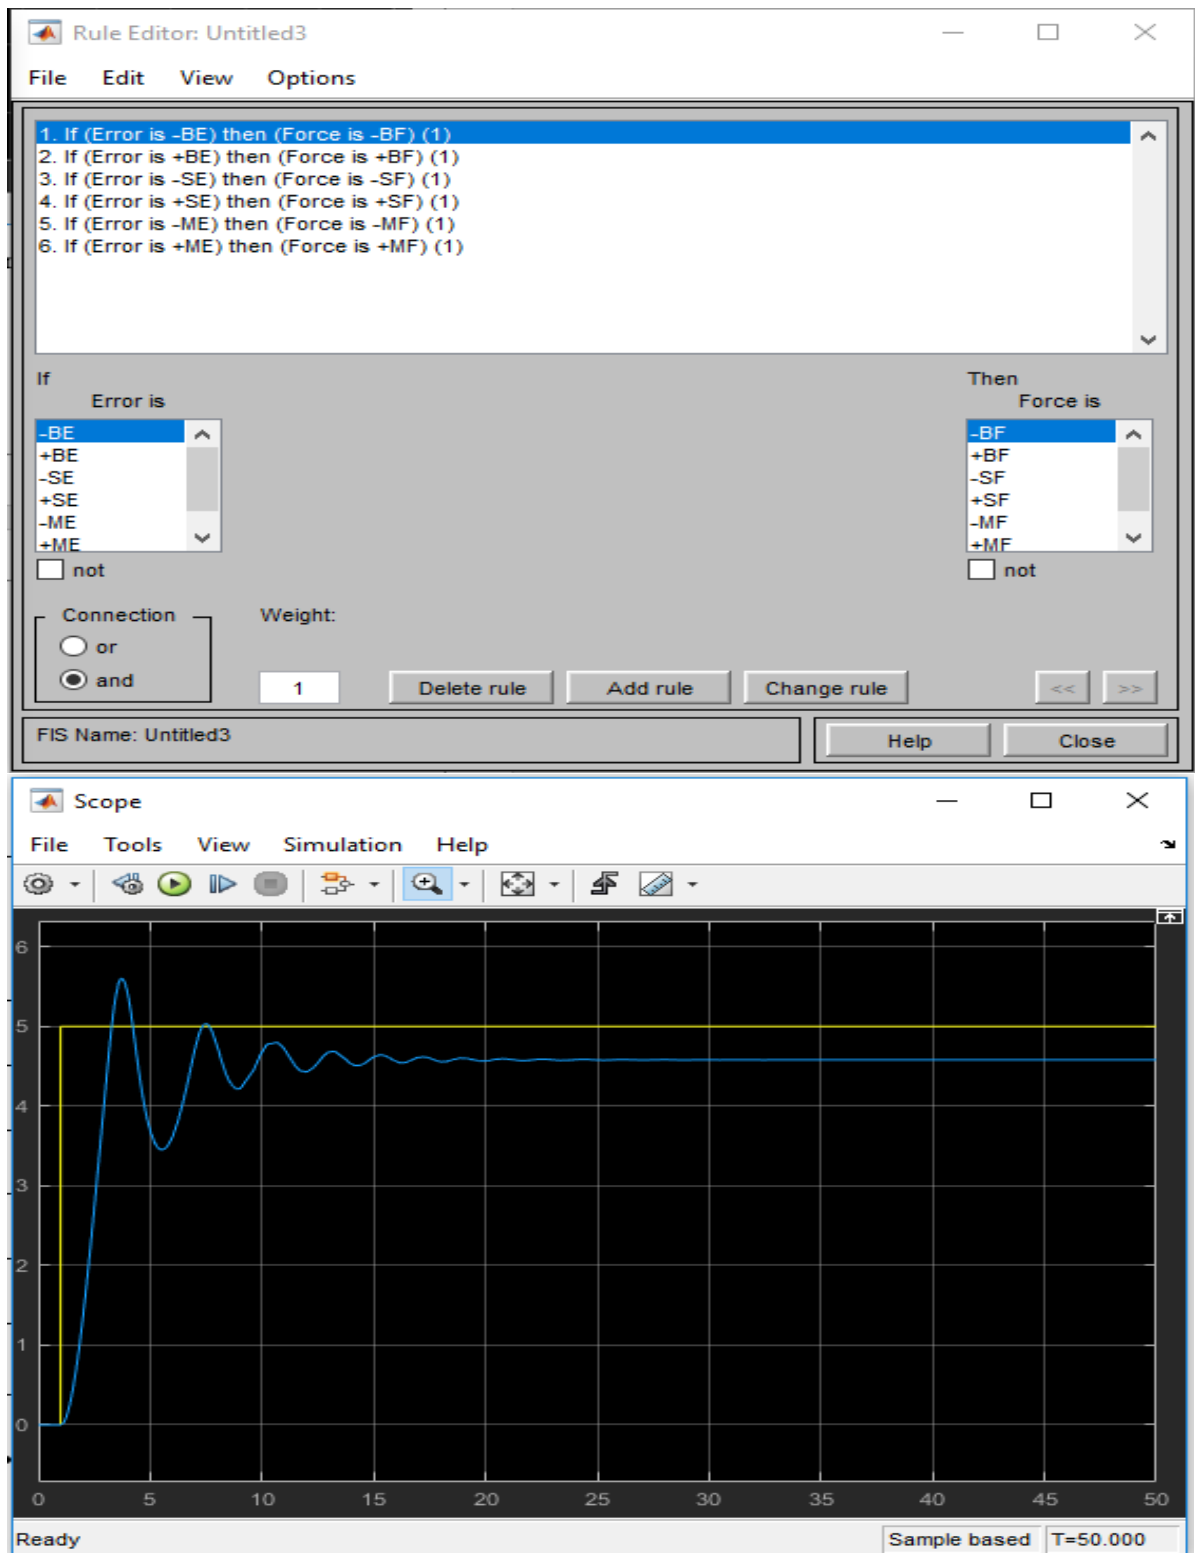 Rule Editor: Untitled3
File Edit View Options
1. If (Error is -BE) then (Force is -BF) (1)
2. If (Error is +BE) then (Force is +BF) (1)
3. If (Error is -SE) then (Force is -SF) (1)
4. If (Error is +SE) then (Force is +SF) (1)
5. If (Error is -ME) then (Force is -MF) (1)
6. If (Error is +ME) then (Force is +MF) (1)
If
Error is
-BE
+BE
-SE
+SE
-ME
+ME
not
Then
Force is
-BF
+BF
-SF
+SF
-MF
+MF
not
Connection
or
and
Weight:
1
Delete rule
Add rule
Change rule
<<
>>
FIS Name: Untitled3
Help
Close
Scope
File Tools View Simulation Help
6
5
4
3
2
1
0
0 5 10 15 20 25 30 35 40 45 50
Ready
Sample based T=50.000